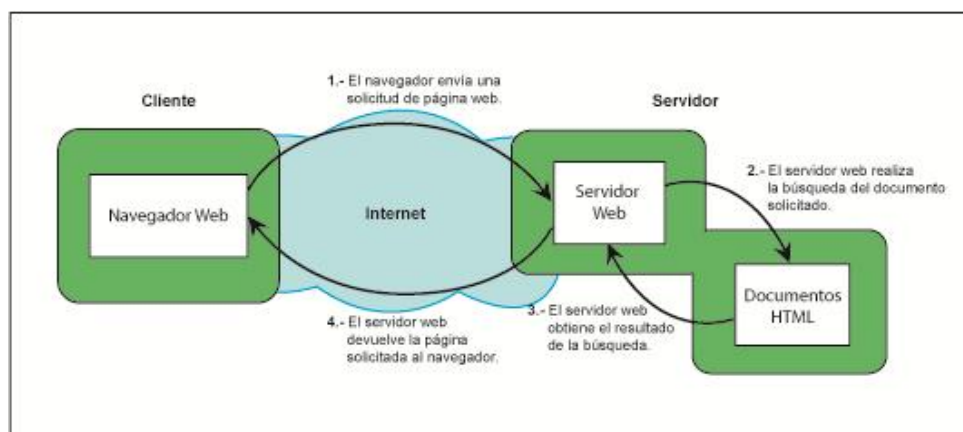 1.- El navegador envía una
solicitud de página web.
Cliente
Servidor
Navegador Web
Internet
Servidor
Web
2.- El servidor web realiza
la búsqueda del documento
solicitado.
Documentos
HTML
3.- El servidor web
obtiene el resultado
de la búsqueda.
4.- El servidor web
devuelve la página
solicitada al navegador.